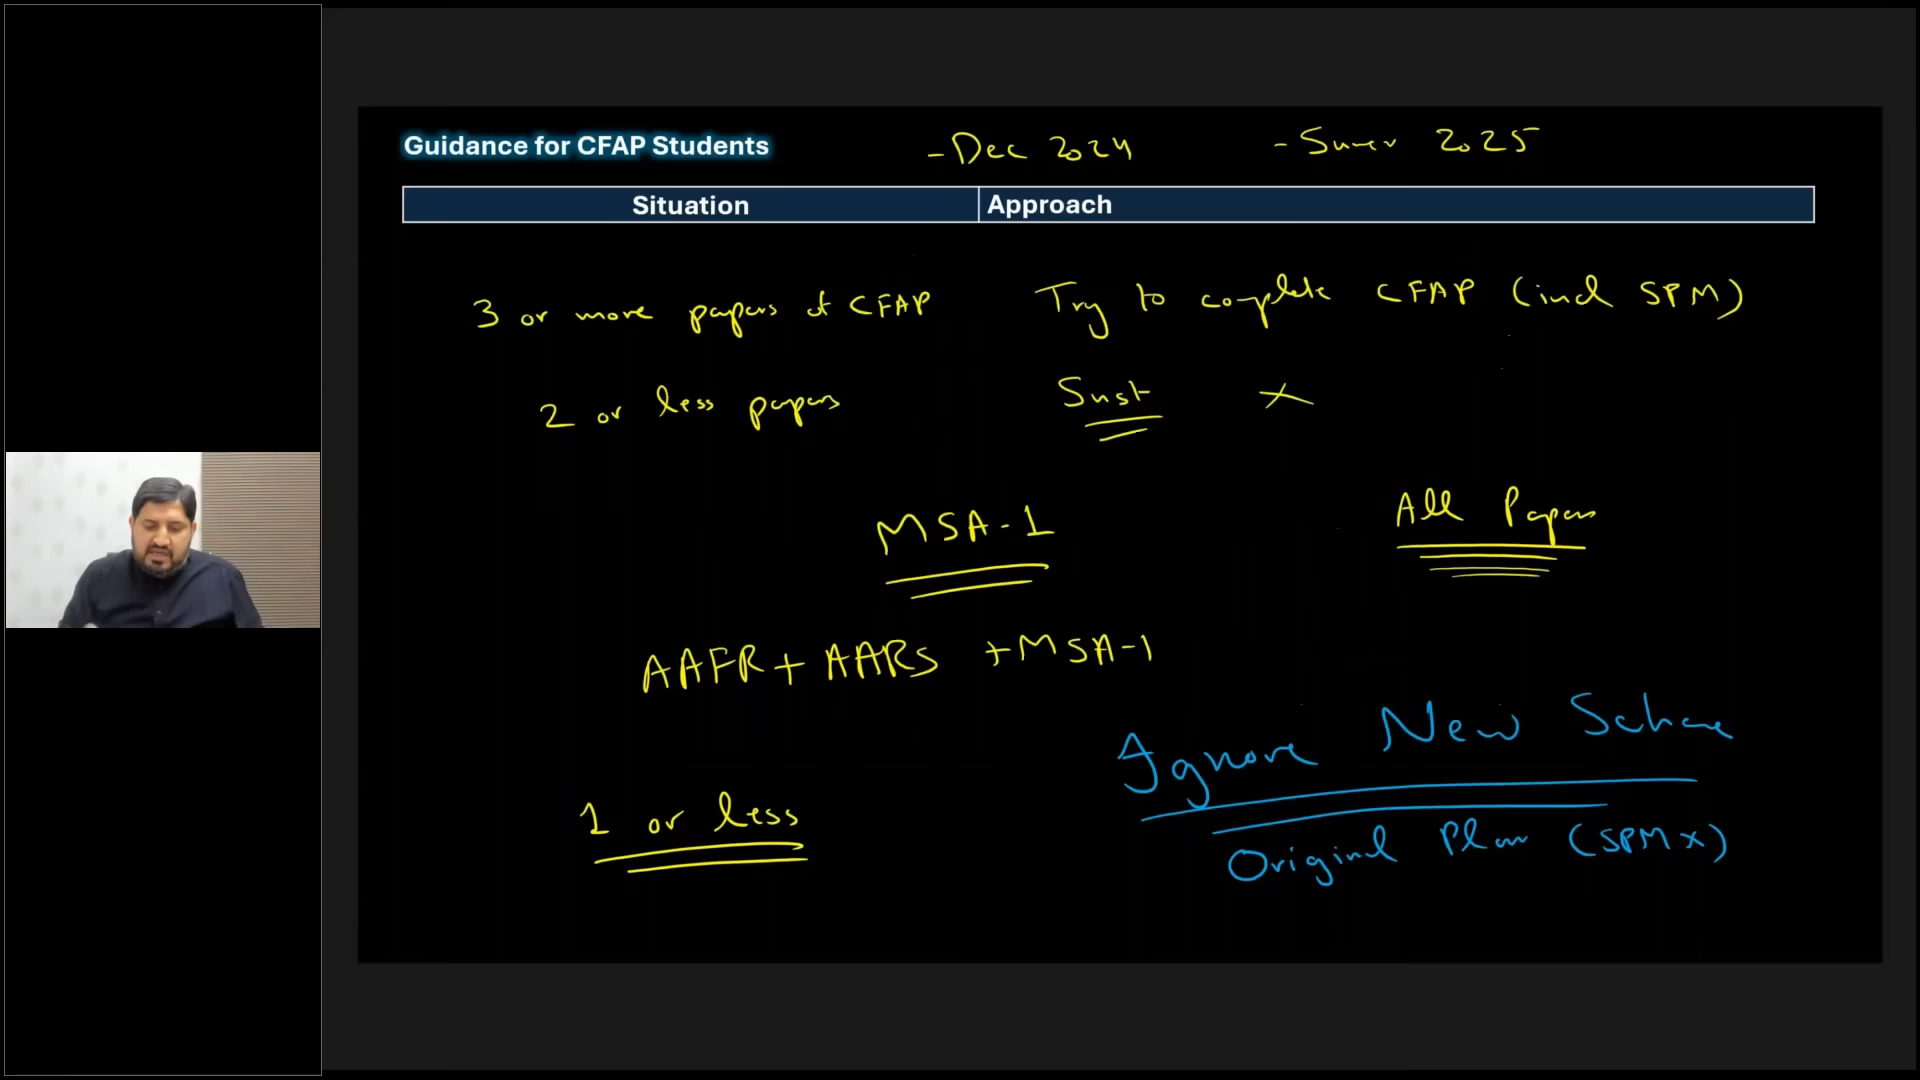 Guidance for CFAP Students - Dec 2024 - Summer 2025
Situation Approach
3 or more papers of CFAP Try to complete CFAP (incl SPM)
2 or less papers Sust ×
MSA-1 All Papers
AAFR + AARS + MSA-1
Ignore New Scheme
1 or less
Original Plan (SPM ×)